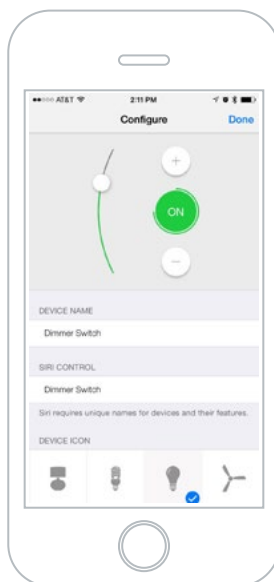 AT&T 2:11 PM
Configure Done
+
ON
−
DEVICE NAME
Dimmer Switch
SIRI CONTROL
Dimmer Switch
Siri requires unique names for devices and their features.
DEVICE ICON